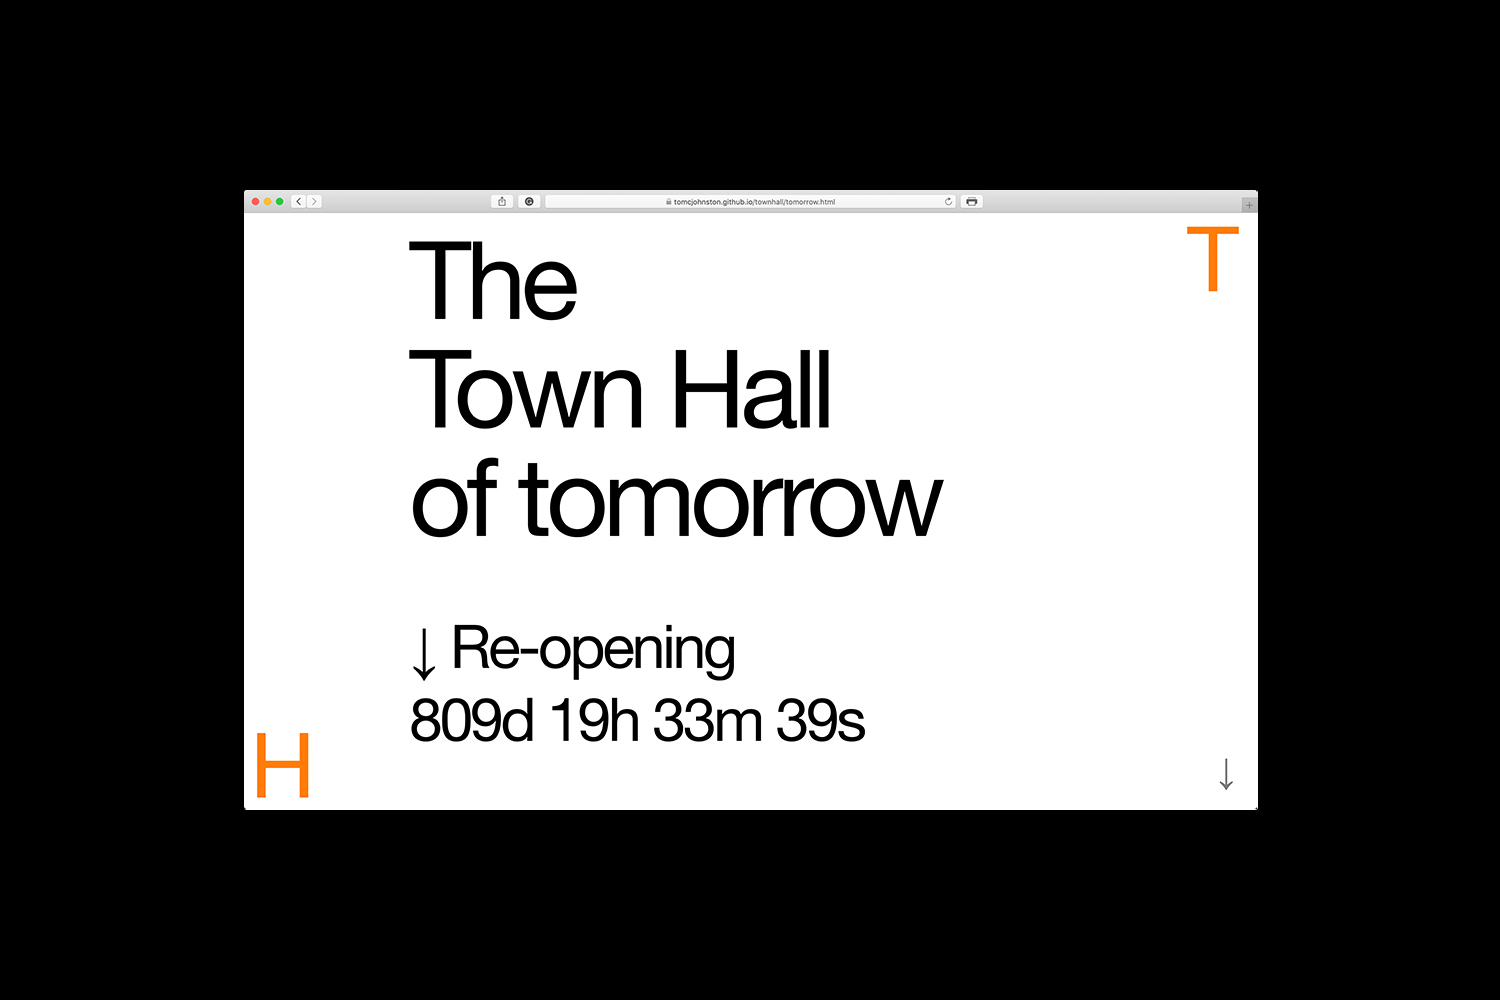 tomcjohnston.github.io/townhall/tomorrow.html
T
The
Town Hall
of tomorrow
↓ Re-opening
809d 19h 33m 39s
H
↓